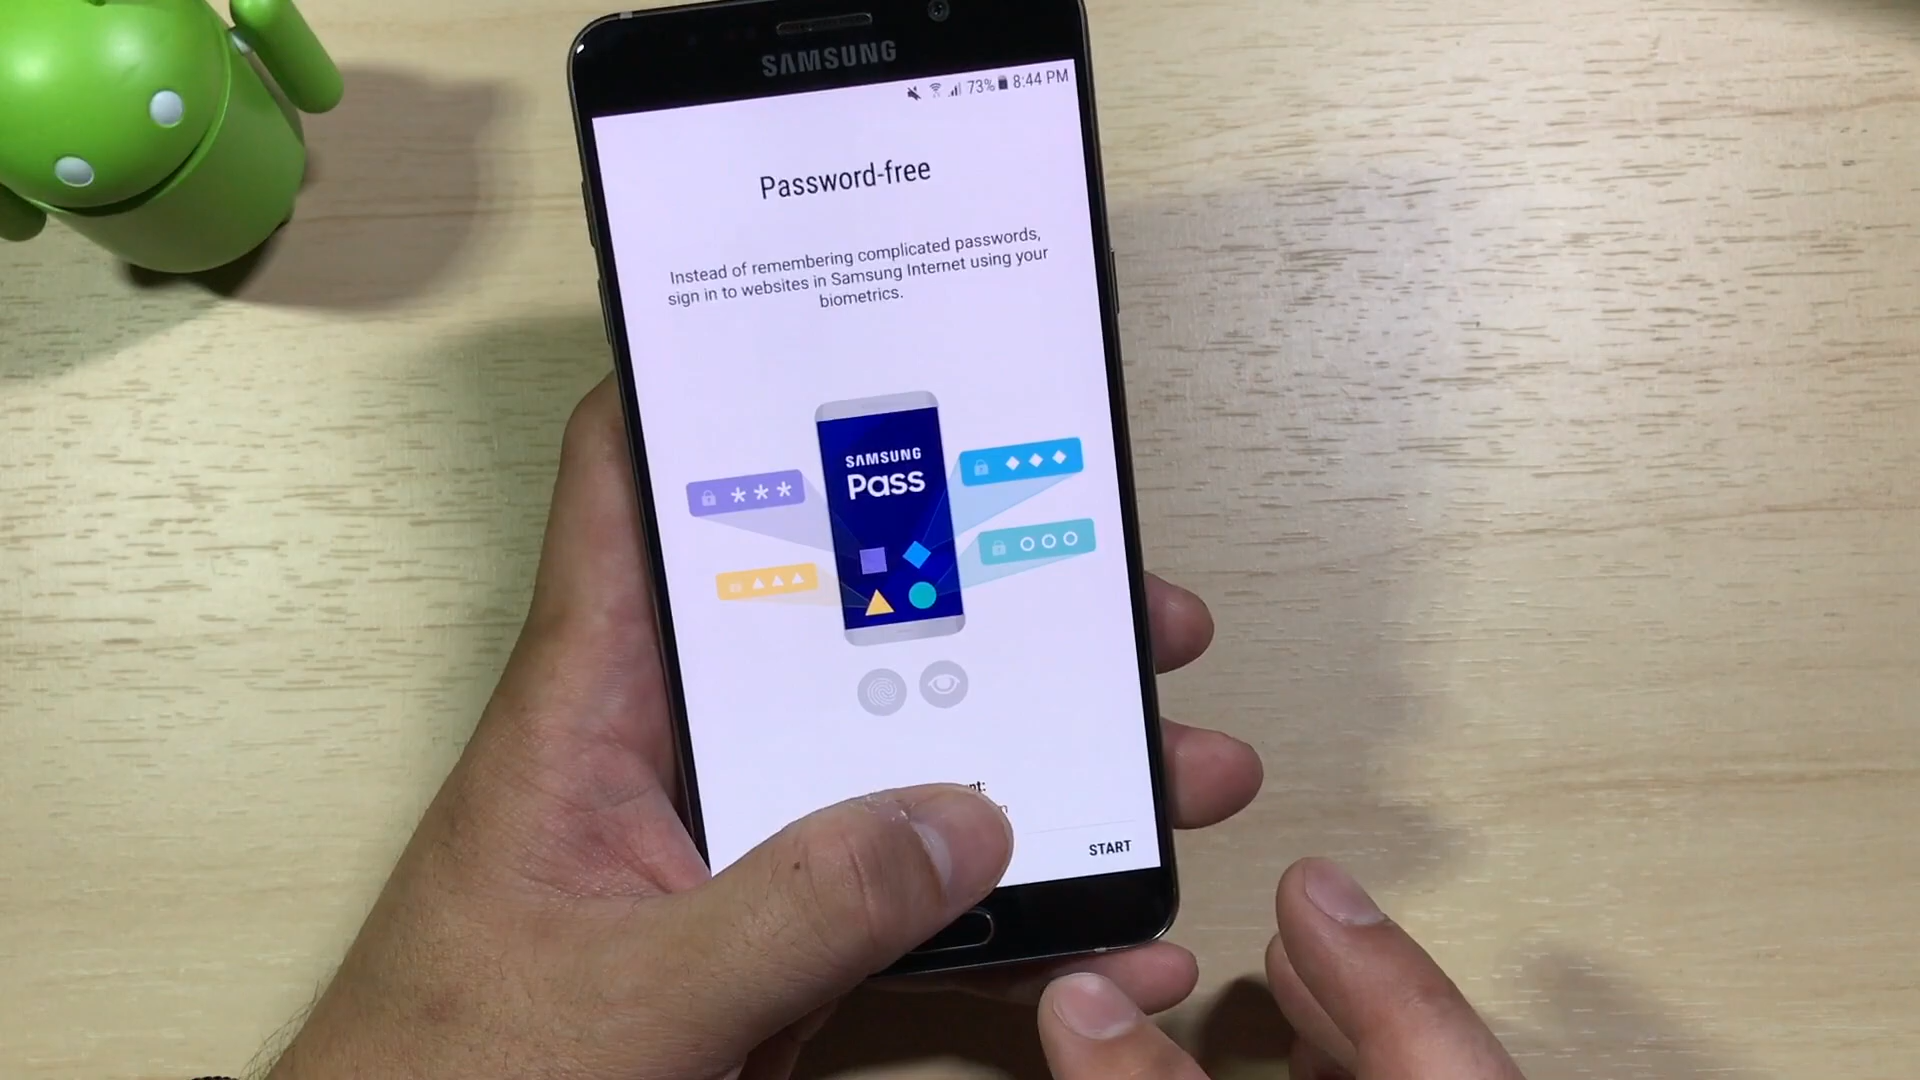 SAMSUNG
73% 8:44 PM
Password-free
Instead of remembering complicated passwords,
sign in to websites in Samsung Internet using your
biometrics.
SAMSUNG
Pass
***
START